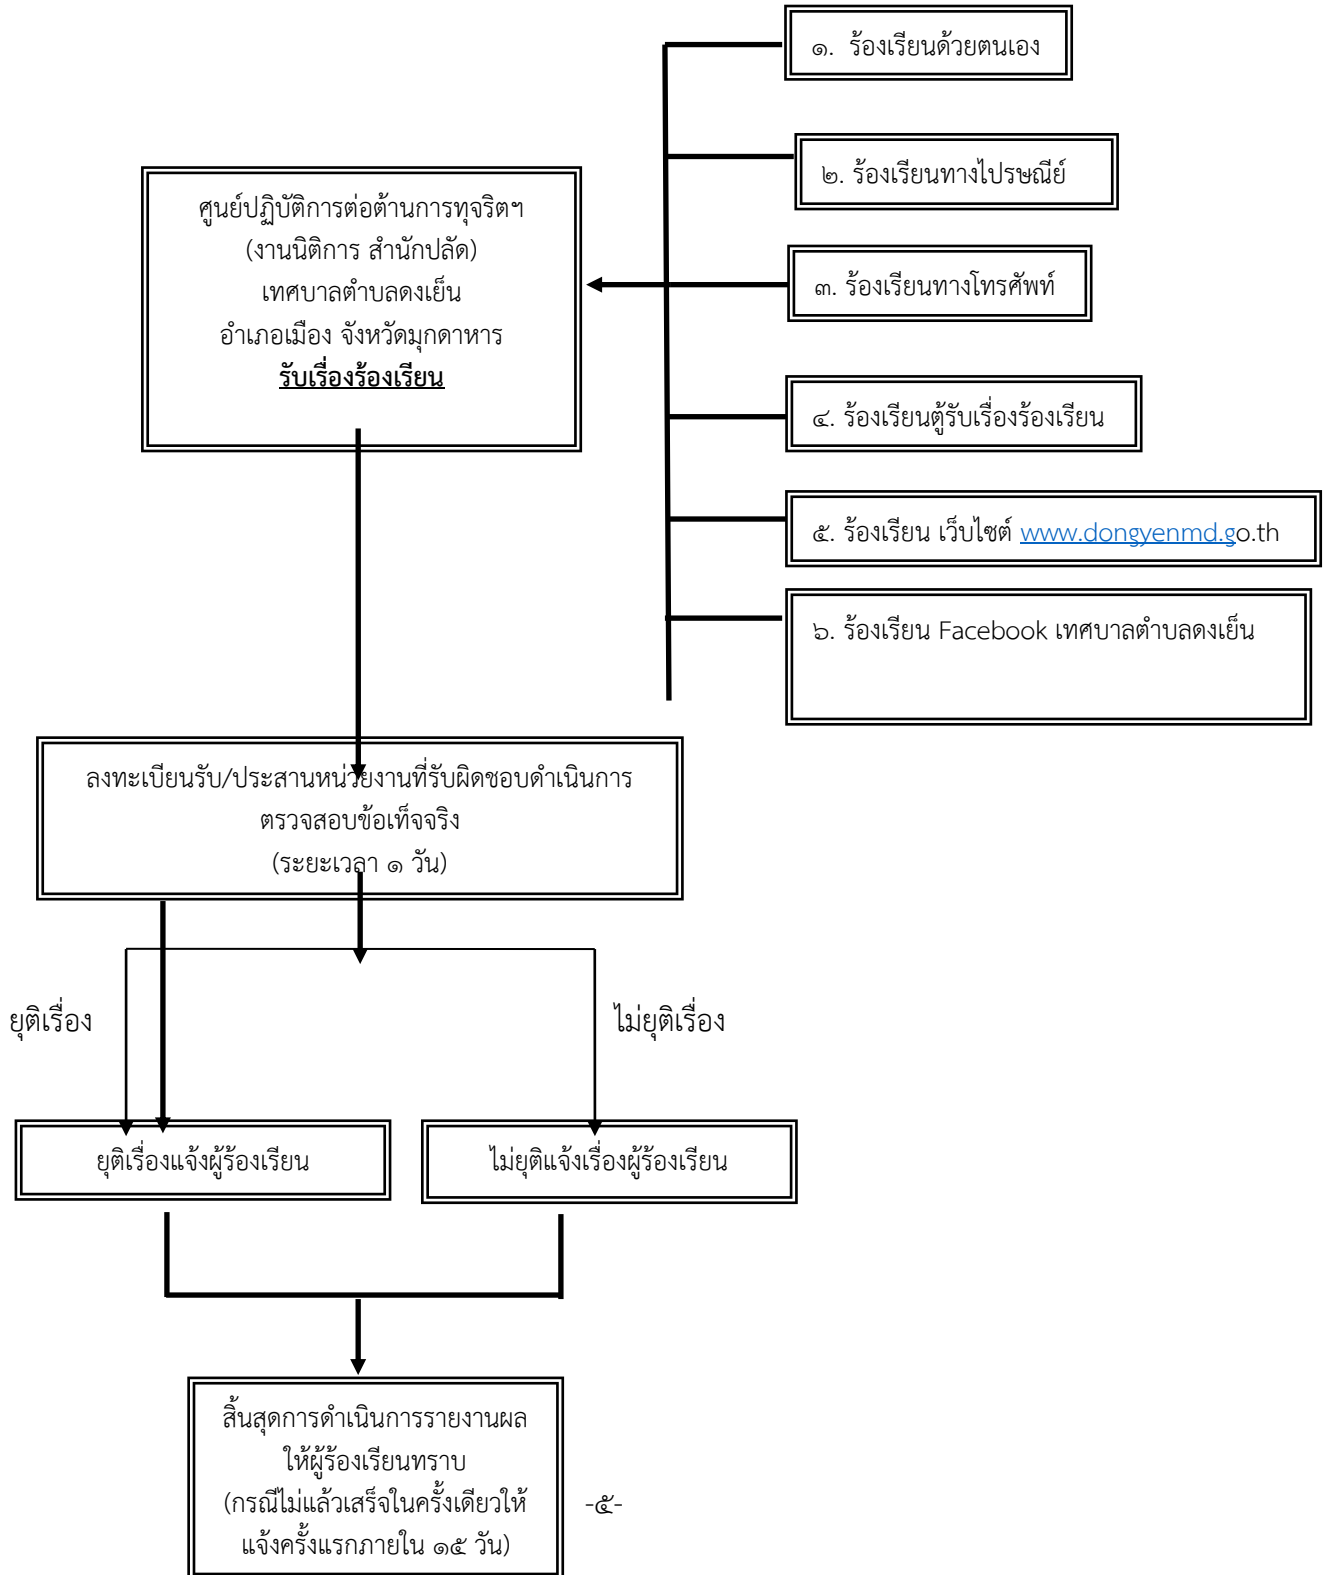 ๑. ร้องเรียนด้วยตนเอง
๒. ร้องเรียนทางไปรษณีย์
ศูนย์ปฏิบัติการต่อต้านการทุจริตฯ
(งานนิติการ สำนักปลัด)
เทศบาลตำบลดงเย็น
อำเภอเมือง จังหวัดมุกดาหาร
รับเรื่องร้องเรียน
๓. ร้องเรียนทางโทรศัพท์
๔. ร้องเรียนตู้รับเรื่องร้องเรียน
๕. ร้องเรียน เว็บไซต์ www.dongyenmd.go.th
๖. ร้องเรียน Facebook เทศบาลตำบลดงเย็น
ลงทะเบียนรับ/ประสานหน่วยงานที่รับผิดชอบดำเนินการ
ตรวจสอบข้อเท็จจริง
(ระยะเวลา ๑ วัน)
ยุติเรื่อง
ไม่ยุติเรื่อง
ยุติเรื่องแจ้งผู้ร้องเรียน
ไม่ยุติแจ้งเรื่องผู้ร้องเรียน
สิ้นสุดการดำเนินการรายงานผล
ให้ผู้ร้องเรียนทราบ
(กรณีไม่แล้วเสร็จในครั้งเดียวให้
แจ้งครั้งแรกภายใน ๑๕ วัน)
-๕-